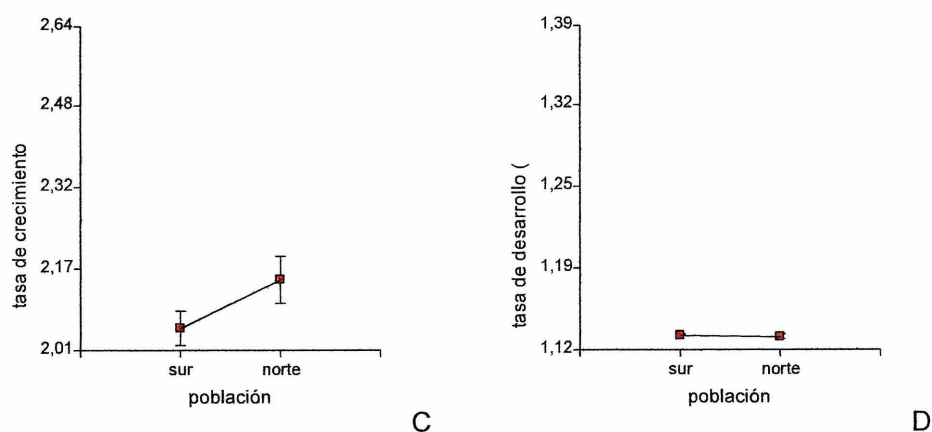 2,64
2,48
2,32
2,17
2,01
tasa de crecimiento
sur
norte
población
C
1,39
1,32
1,25
1,19
1,12
tasa de desarrollo (
sur
norte
población
D